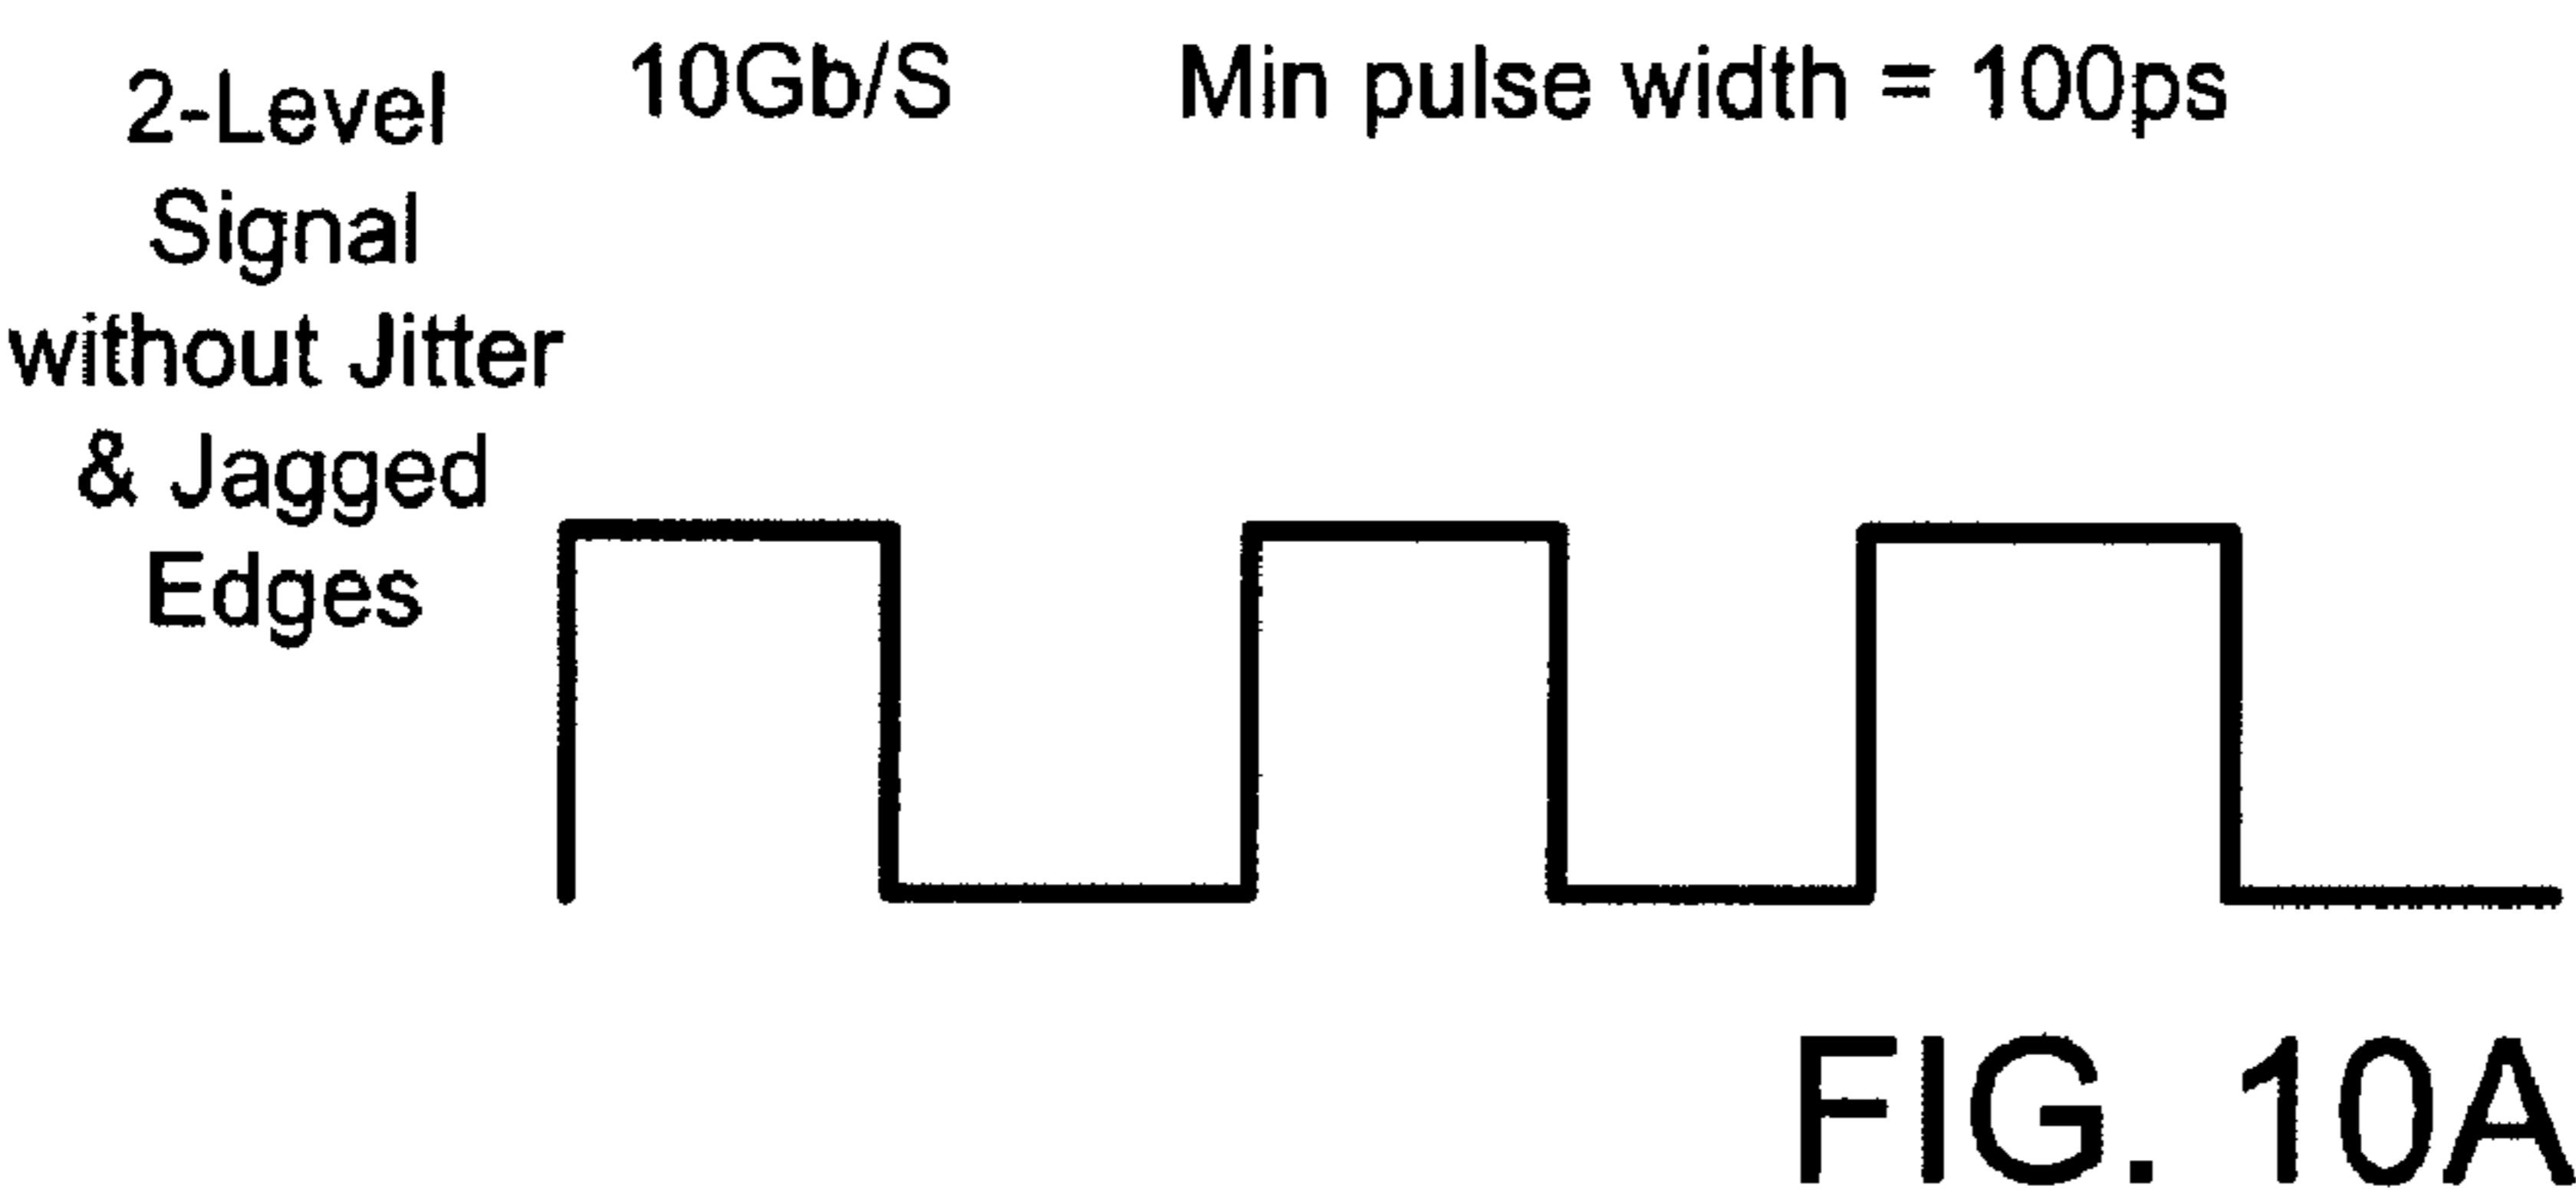 2-Level
Signal
without Jitter
& Jagged
Edges
10Gb/S
Min pulse width = 100ps
FIG. 10A